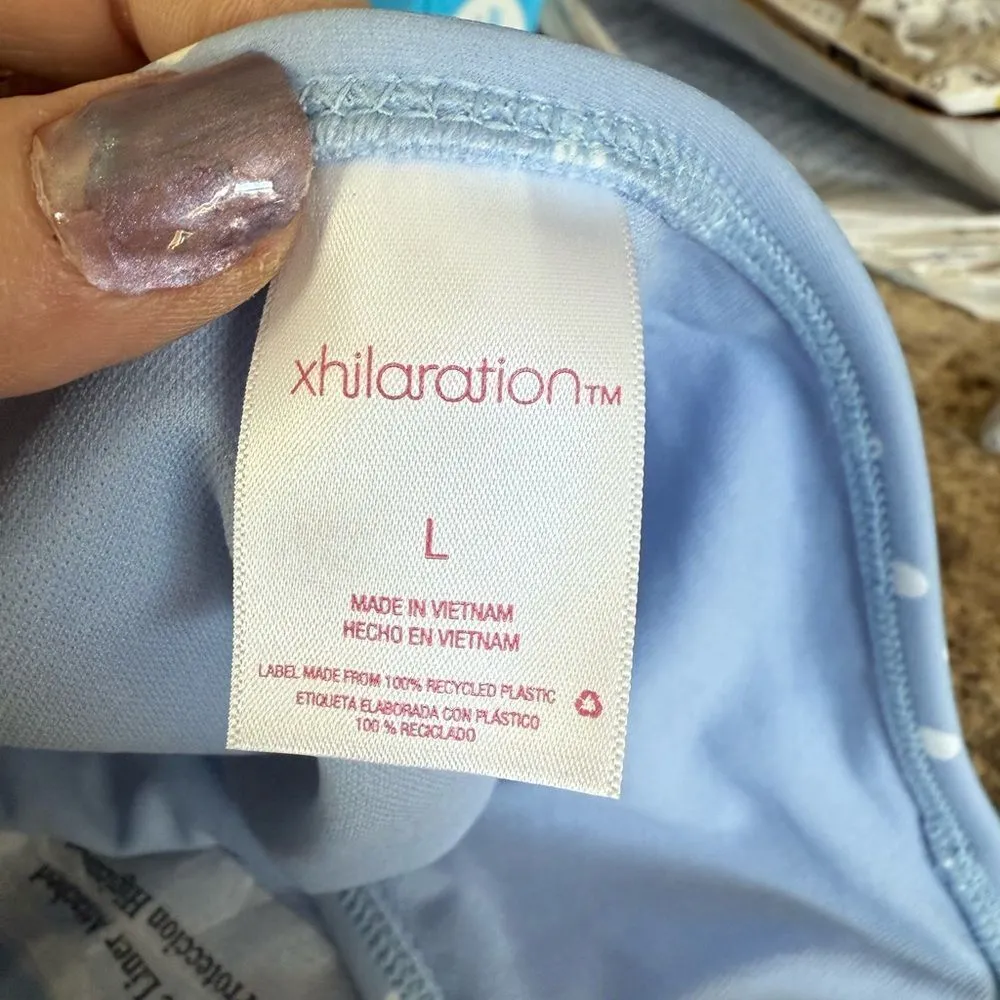 xhilaration™
L
MADE IN VIETNAM
HECHO EN VIETNAM
LABEL MADE FROM 100% RECYCLED PLASTIC
ETIQUETA ELABORADA CON PLÁSTICO
100 % RECICLADO
Liner